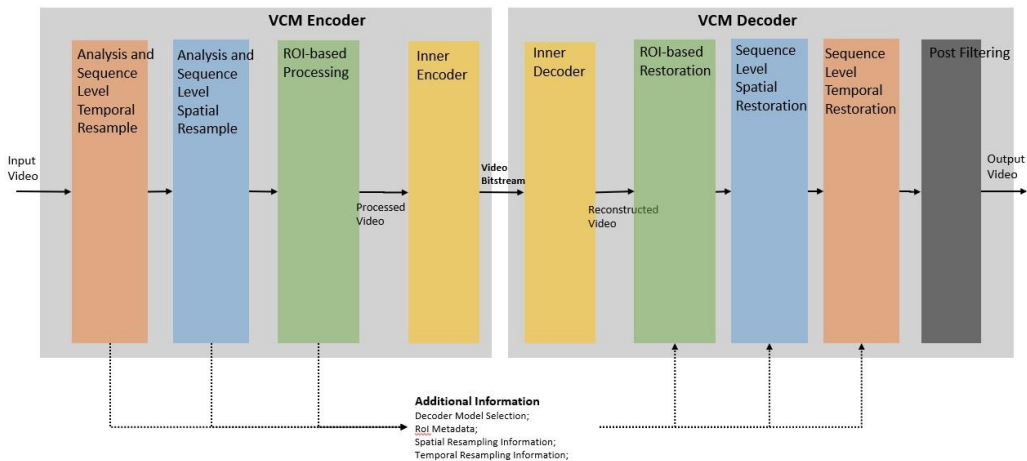 VCM Encoder
VCM Decoder
Analysis and
Sequence
Level
Temporal
Resample
Analysis and
Sequence
Level
Spatial
Resample
ROI-based
Processing
Inner
Encoder
Inner
Decoder
ROI-based
Restoration
Sequence
Level
Spatial
Restoration
Sequence
Level
Temporal
Restoration
Post Filtering
Input
Video
Processed
Video
Video
Bitstream
Reconstructed
Video
Output
Video
Additional Information
Decoder Model Selection;
RoI Metadata;
Spatial Resampling Information;
Temporal Resampling Information;